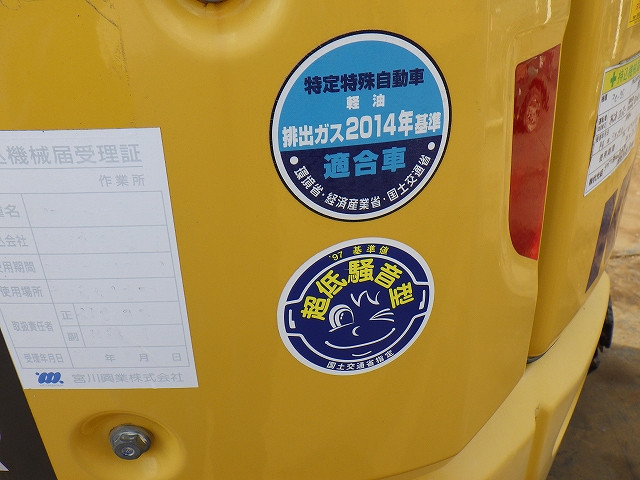 特定特殊自動車
軽油
排出ガス2014年基準
適合車
・環境省・経済産業省・国土交通省・
'97 基準値
超低騒音型
国土交通省指定
機械届受理証
作業所
名
会社
使用期間
使用場所
取扱責任者
正
副
受理年月日 年 月 日
宮川興業株式会社